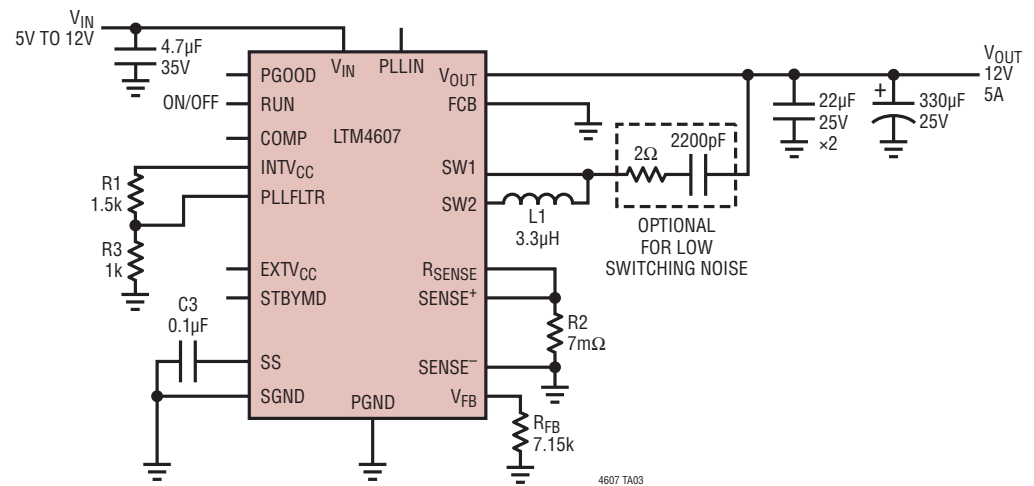 VIN
5V TO 12V
4.7µF
35V
VIN
PLLIN
PGOOD
ON/OFF
RUN
COMP
INTVCC
PLLFLTR
R1
1.5k
R3
1k
EXTVCC
STBYMD
C3
0.1µF
SS
SGND
PGND
LTM4607
VOUT
FCB
SW1
SW2
RSENSE
SENSE+
SENSE–
VFB
L1
3.3µH
2Ω
2200pF
OPTIONAL
FOR LOW
SWITCHING NOISE
R2
7mΩ
RFB
7.15k
22µF
25V
×2
+
330µF
25V
VOUT
12V
5A
4607 TA03